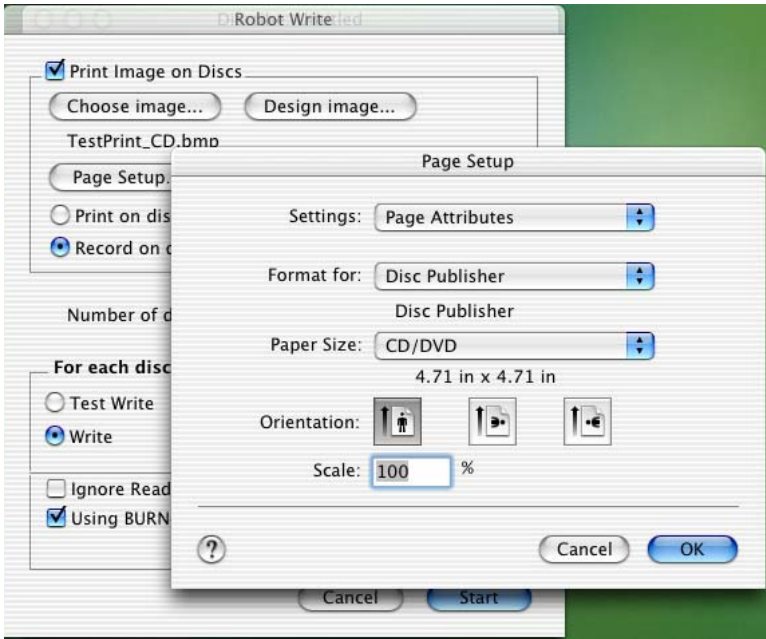 Robot Write
Print Image on Discs
Choose image...
Design image...
TestPrint_CD.bmp
Page Setup.
Print on dis
Record on
Number of d
For each disc
Test Write
Write
Ignore Read
Using BURN
Cancel
Start
Page Setup
Settings: Page Attributes
Format for: Disc Publisher
Disc Publisher
Paper Size: CD/DVD
4.71 in x 4.71 in
Orientation:
Scale: 100 %
?
Cancel
OK